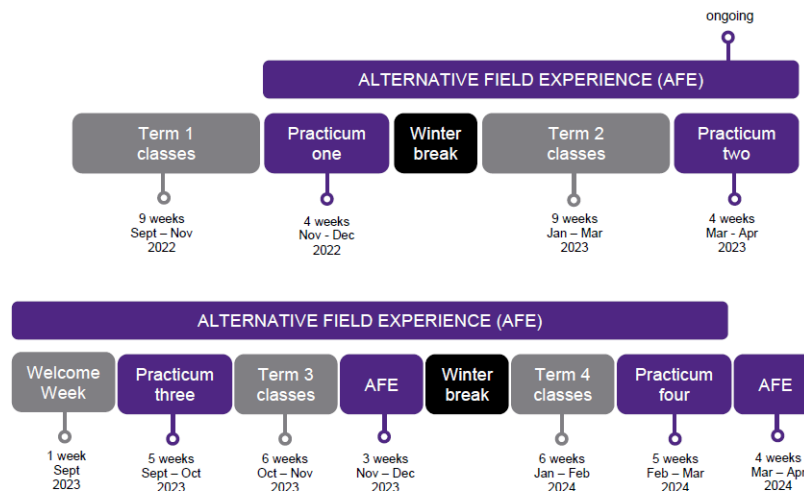 ongoing
ALTERNATIVE FIELD EXPERIENCE (AFE)
Term 1
classes
Practicum
one
Winter
break
Term 2
classes
Practicum
two
9 weeks
Sept – Nov
2022
4 weeks
Nov - Dec
2022
9 weeks
Jan – Mar
2023
4 weeks
Mar - Apr
2023
ALTERNATIVE FIELD EXPERIENCE (AFE)
Welcome
Week
Practicum
three
Term 3
classes
AFE
Winter
break
Term 4
classes
Practicum
four
AFE
1 week
Sept
2023
5 weeks
Sept – Oct
2023
6 weeks
Oct – Nov
2023
3 weeks
Nov – Dec
2023
6 weeks
Jan – Feb
2024
5 weeks
Feb – Mar
2024
4 weeks
Mar – Apr
2024